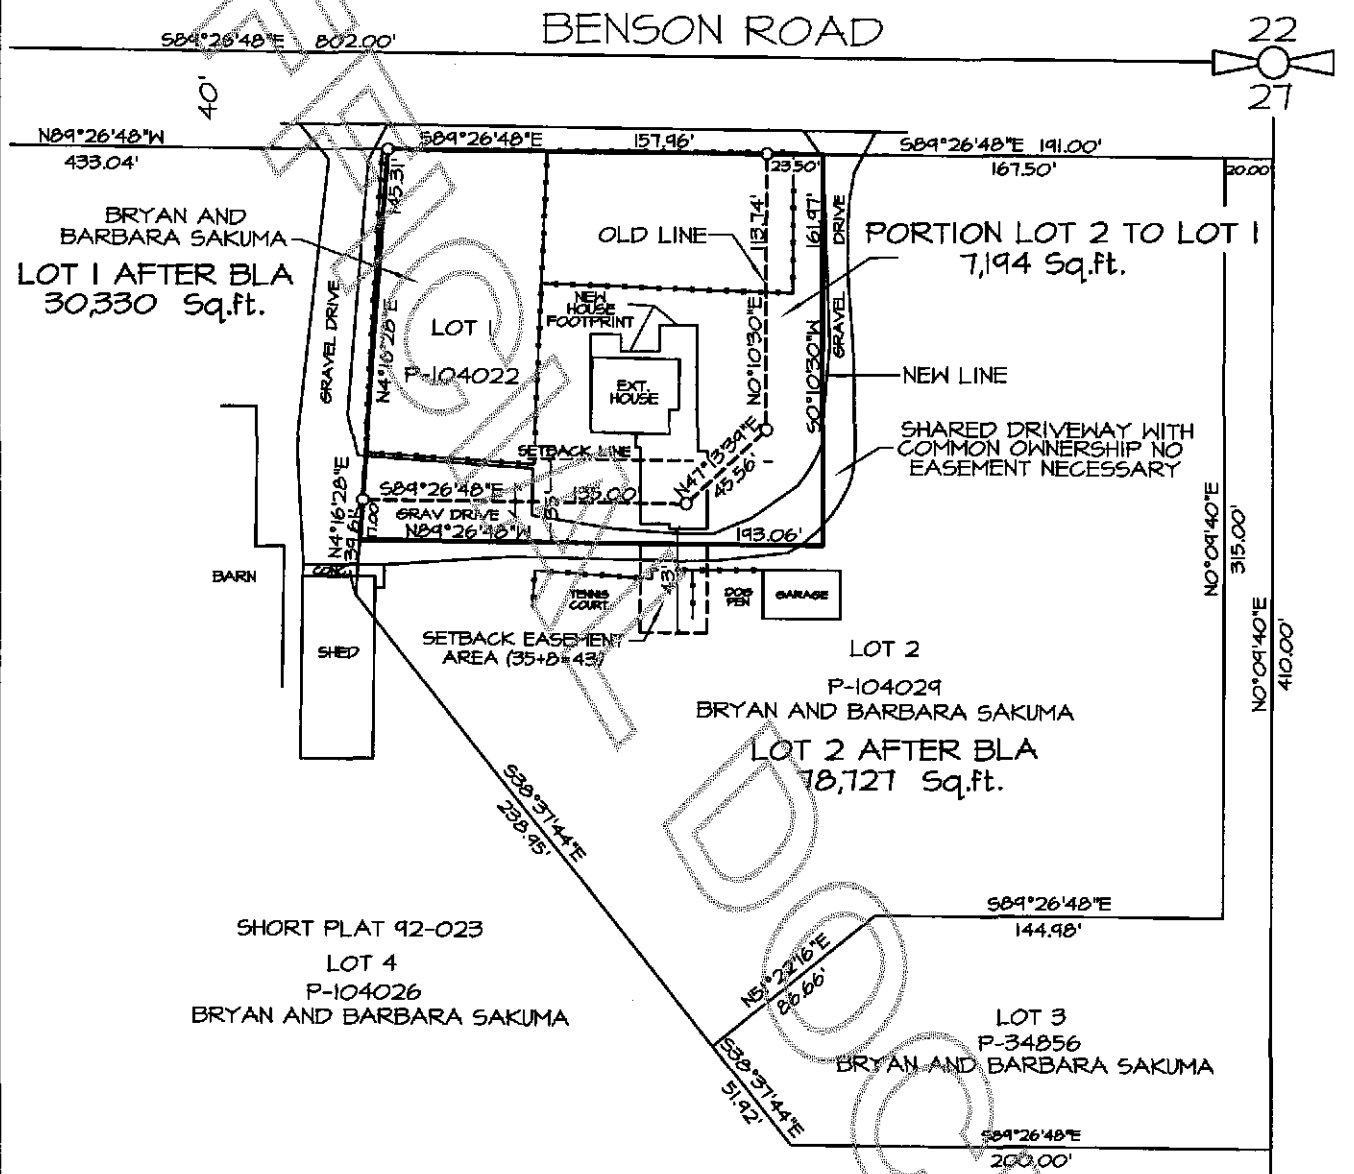 BENSON ROAD
22
27
S89°26'48"E 802.00'
40'
N89°26'48"W
433.04'
S89°26'48"E
157.96'
S89°26'48"E 191.00'
23.50'
167.50'
20.00'
145.31'
N4°16'28"E
BRYAN AND
BARBARA SAKUMA
LOT 1 AFTER BLA
30,330 Sq.ft.
GRAVEL DRIVE
LOT 1
P-104022
OLD LINE
113.74'
N0°10'30"E
161.97'
S0°10'30"W
GRAVEL DRIVE
PORTION LOT 2 TO LOT 1
7,194 Sq.ft.
NEW
HOUSE
FOOTPRINT
EXT.
HOUSE
NEW LINE
SHARED DRIVEWAY WITH
COMMON OWNERSHIP NO
EASEMENT NECESSARY
SETBACK LINE
N47°13'39"E
45.56'
S89°26'48"E
135.00
35'
GRAV DRIVE
N89°26'48"W
193.06'
17.00'
N4°16'28"E
39.61'
BARN
CONC.
SHED
TENNIS
COURT
43'
DOG
PEN
GARAGE
SETBACK EASEMENT
AREA (35+8=43)
N0°09'40"E
315.00'
N0°09'40"E
410.00'
LOT 2
P-104029
BRYAN AND BARBARA SAKUMA
LOT 2 AFTER BLA
78,727 Sq.ft.
S38°37'44"E
238.95'
S89°26'48"E
144.98'
N51°22'16"E
86.66'
SHORT PLAT 92-023
LOT 4
P-104026
BRYAN AND BARBARA SAKUMA
LOT 3
P-34856
BRYAN AND BARBARA SAKUMA
S38°37'44"E
51.92'
S89°26'48"E
200.00'